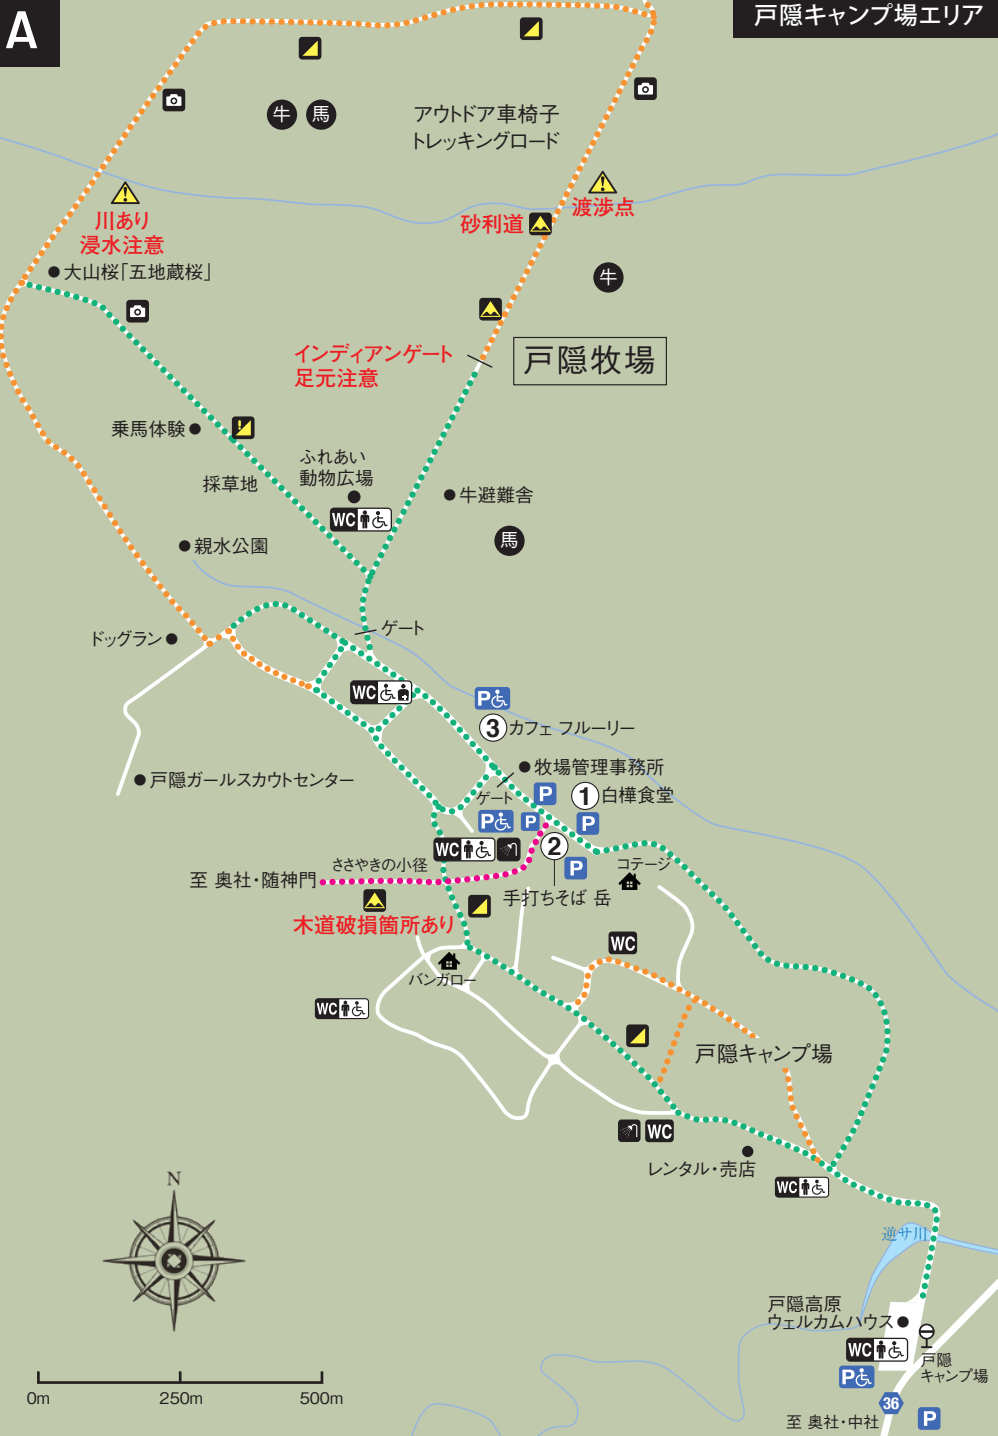 A
戸隠キャンプ場エリア
牛
馬
アウトドア車椅子
トレッキングロード
川あり
浸水注意
渡渉点
砂利道
大山桜「五地蔵桜」
牛
インディアンゲート
足元注意
戸隠牧場
乗馬体験
ふれあい
動物広場
採草地
WC
牛避難舎
馬
親水公園
ゲート
ドッグラン
WC
P
3
カフェ フルーリー
戸隠ガールスカウトセンター
牧場管理事務所
ゲート
P
1
白樺食堂
P
P
P
WC
2
P
ささやきの小径
至 奥社・随神門
コテージ
手打ちそば 岳
木道破損箇所あり
WC
バンガロー
WC
戸隠キャンプ場
WC
レンタル・売店
WC
N
逆サ川
戸隠高原
ウェルカムハウス
WC
戸隠
キャンプ場
P
0m
250m
500m
36
P
至 奥社・中社